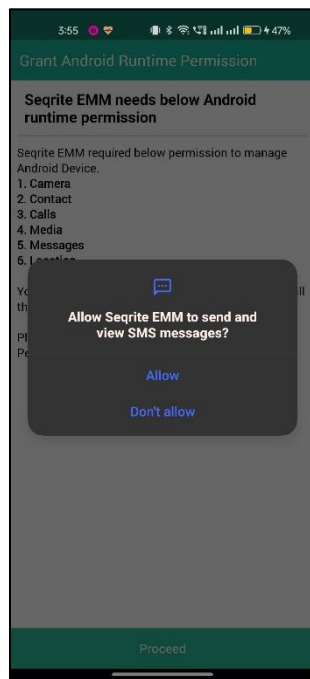 3:55 47%
Grant Android Runtime Permission
Seqrite EMM needs below Android
runtime permission
Seqrite EMM required below permission to manage
Android Device.
1. Camera
2. Contact
3. Calls
4. Media
5. Messages
6. Location
Allow Seqrite EMM to send and
view SMS messages?
Allow
Don't allow
Proceed